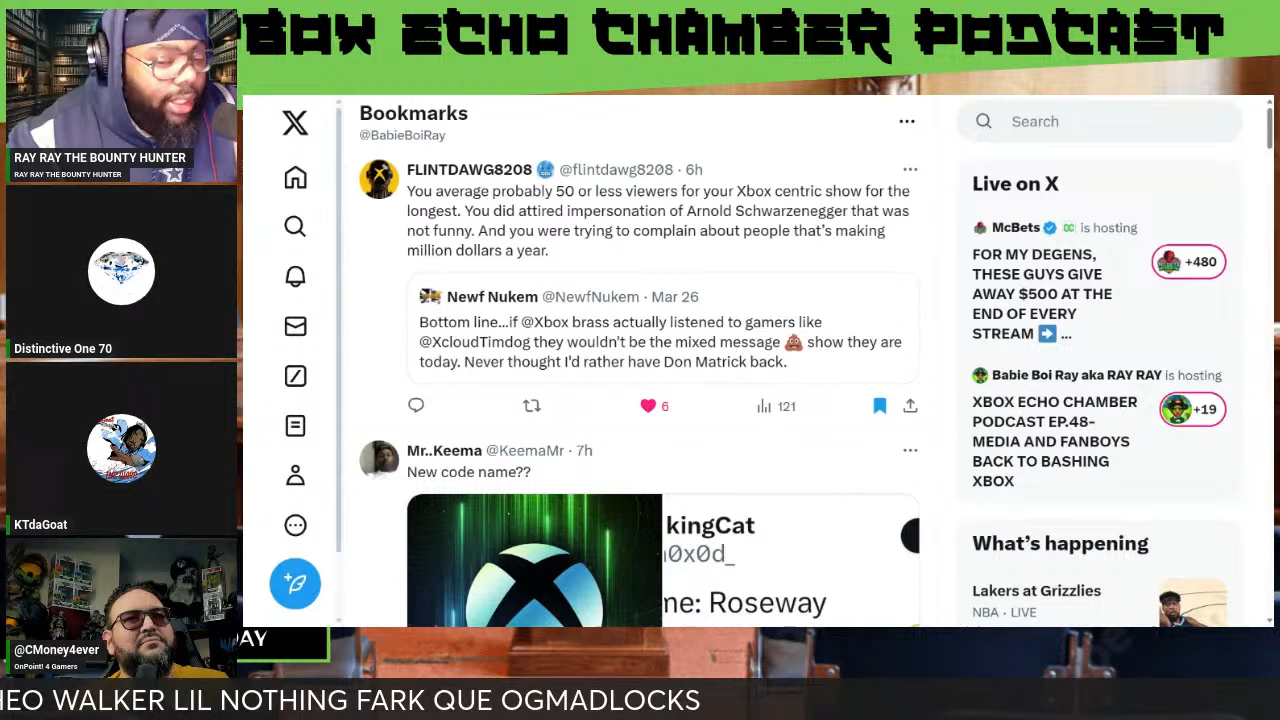 BOX ECHO CHAMBER PODCAST
RAY RAY THE BOUNTY HUNTER
RAY RAY THE BOUNTY HUNTER
Distinctive One 70
KTdaGoat
@CMoney4ever
OnPoint! 4 Gamers
Bookmarks
@BabieBoiRay
FLINTDAWG8208 🥶 @flintdawg8208 · 6h
You average probably 50 or less viewers for your Xbox centric show for the
longest. You did attired impersonation of Arnold Schwarzenegger that was
not funny. And you were trying to complain about people that's making
million dollars a year.
Newf Nukem @NewfNukem · Mar 26
Bottom line...if @Xbox brass actually listened to gamers like
@XcloudTimdog they wouldn't be the mixed message 💩 show they are
today. Never thought I'd rather have Don Matrick back.
6
121
Mr..Keema @KeemaMr · 7h
New code name??
kingCat
0x0d_
me: Roseway
Search
Live on X
McBets is hosting
FOR MY DEGENS,
THESE GUYS GIVE
AWAY $500 AT THE
END OF EVERY
STREAM ➡️ ...
+480
Babie Boi Ray aka RAY RAY is hosting
XBOX ECHO CHAMBER
PODCAST EP.48-
MEDIA AND FANBOYS
BACK TO BASHING
XBOX
+19
What's happening
Lakers at Grizzlies
NBA · LIVE
DAY
HEO WALKER LIL NOTHING FARK QUE OGMADLOCKS